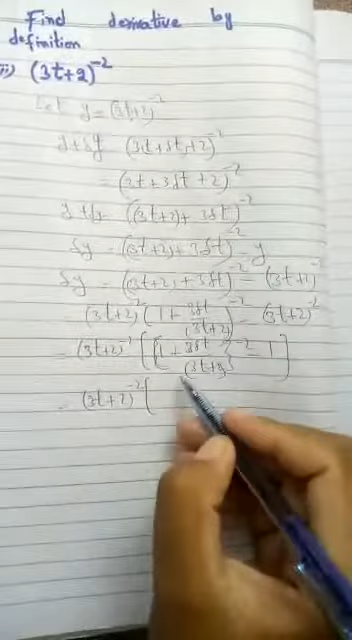 Find derivative by
definition
ii) (3t+2)⁻²
Let y = (3t+2)⁻²
y+δy (3t+δt+2)⁻²
= (3t+3δt+2)⁻²
y+δy = ((3t+2)+3δt)⁻²
δy = (3t+2)+3δt)⁻² - y
δy = (3t+2)+3δt)⁻² - (3t+2)⁻²
(3t+2)⁻² (1+ 3δt/(3t+2))⁻² - (3t+2)⁻²
= (3t+2)⁻² [(1+ 3δt/(3t+2))⁻² - 1]
= (3t+2)⁻² [